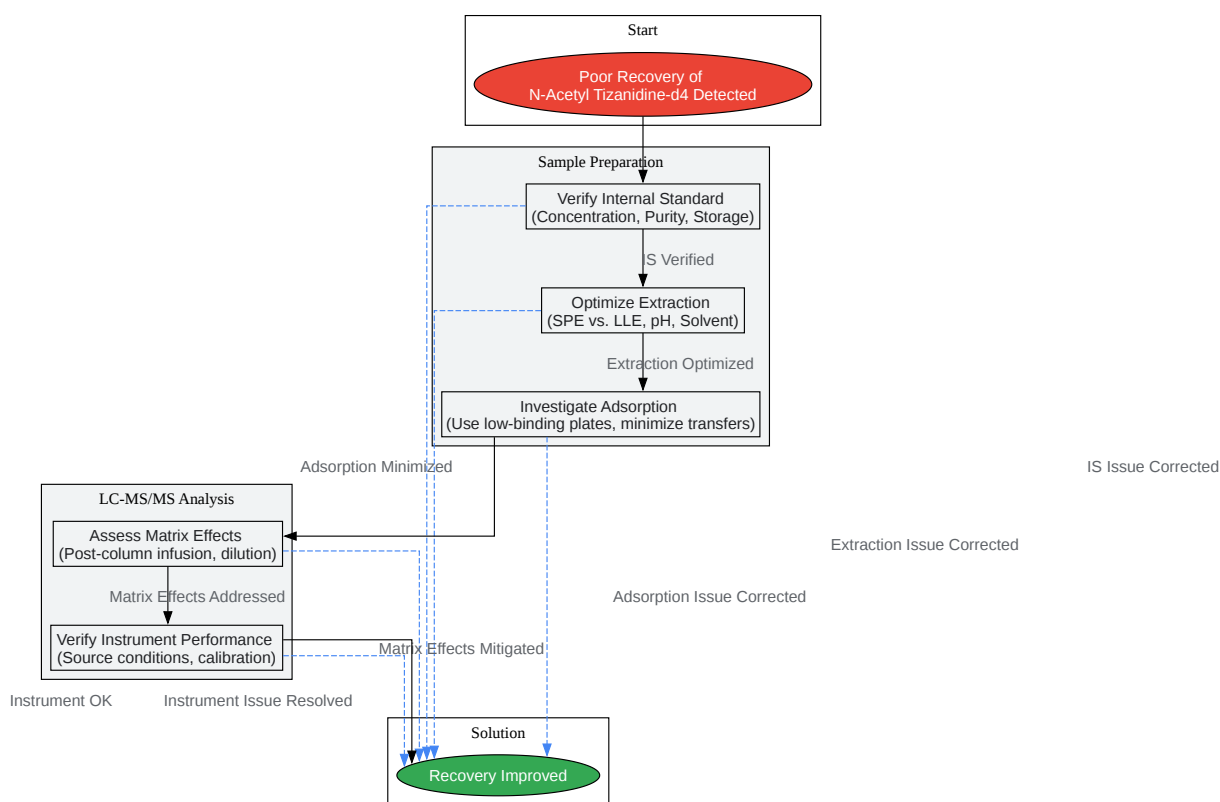 Start
Poor Recovery of
N-Acetyl Tizanidine-d4 Detected
Sample Preparation
Verify Internal Standard
(Concentration, Purity, Storage)
IS Verified
Optimize Extraction
(SPE vs. LLE, pH, Solvent)
Extraction Optimized
Investigate Adsorption
(Use low-binding plates, minimize transfers)
Adsorption Minimized
IS Issue Corrected
LC-MS/MS Analysis
Assess Matrix Effects
(Post-column infusion, dilution)
Extraction Issue Corrected
Matrix Effects Addressed
Adsorption Issue Corrected
Verify Instrument Performance
(Source conditions, calibration)
Matrix Effects Mitigated
Instrument OK
Instrument Issue Resolved
Solution
Recovery Improved